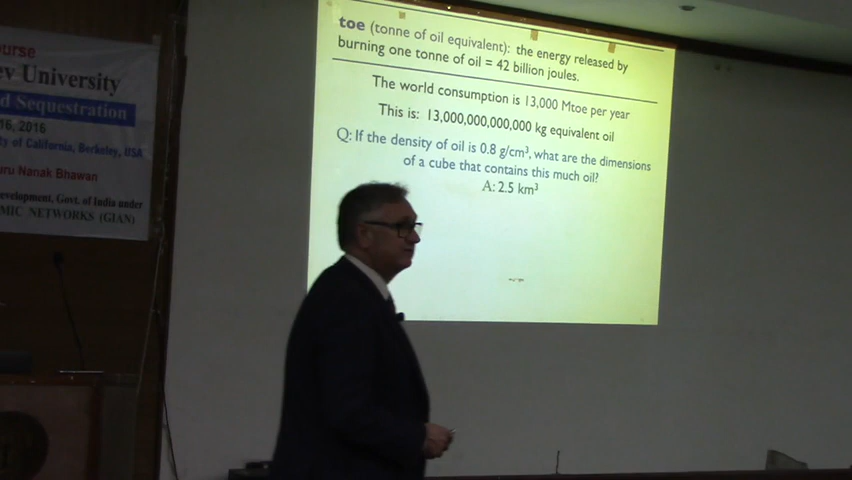 ourse
ev University
d Sequestration
16, 2016
ty of California, Berkeley, USA
uru Nanak Bhawan
evelopment, Govt. of India under
MIC NETWORKS (GIAN)
toe (tonne of oil equivalent): the energy released by
burning one tonne of oil = 42 billion joules.
The world consumption is 13,000 Mtoe per year
This is: 13,000,000,000,000 kg equivalent oil
Q: If the density of oil is 0.8 g/cm³, what are the dimensions
of a cube that contains this much oil?
A: 2.5 km³